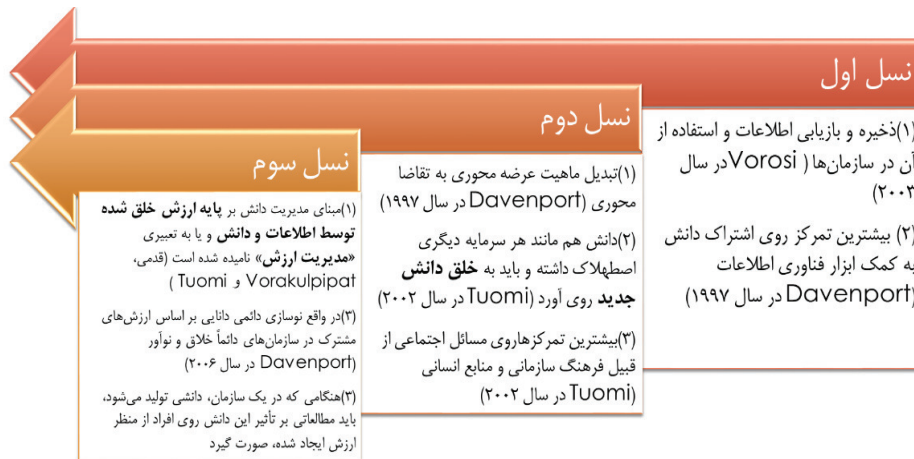 نسل اول
(۱)ذخیره و بازیابی اطلاعات و استفاده از
آن در سازمان‌ها ( Vorosi در سال
۲۰۰۳)
(۲) بیشترین تمرکز روی اشتراک دانش
به کمک ابزار فناوری اطلاعات
(Davenport در سال ۱۹۹۷)
نسل دوم
(۱)تبدیل ماهیت عرضه محوری به تقاضا
محوری (Davenport در سال ۱۹۹۷)
(۲)دانش هم مانند هر سرمایه دیگری
اصطهلاک داشته و باید به خلق دانش
جدید روی آورد (Tuomi در سال ۲۰۰۲)
(۳)بیشترین تمرکزهاروی مسائل اجتماعی از
قبیل فرهنگ سازمانی و منابع انسانی
(Tuomi در سال ۲۰۰۲)
نسل سوم
(۱)مبنای مدیریت دانش بر پایه ارزش خلق شده
توسط اطلاعات و دانش و یا به تعبیری
«مدیریت ارزش» نامیده شده است (قدمی،
Vorakulpipat و Tuomi )
(۳)در واقع نوسازی دائمی دانایی بر اساس ارزش‌های
مشترک در سازمان‌های دائماً خلاق و نوآور
(Davenport در سال ۲۰۰۶)
(۳)هنگامی که در یک سازمان، دانشی تولید می‌شود،
باید مطالعاتی بر تأثیر این دانش روی افراد از منظر
ارزش ایجاد شده، صورت گیرد